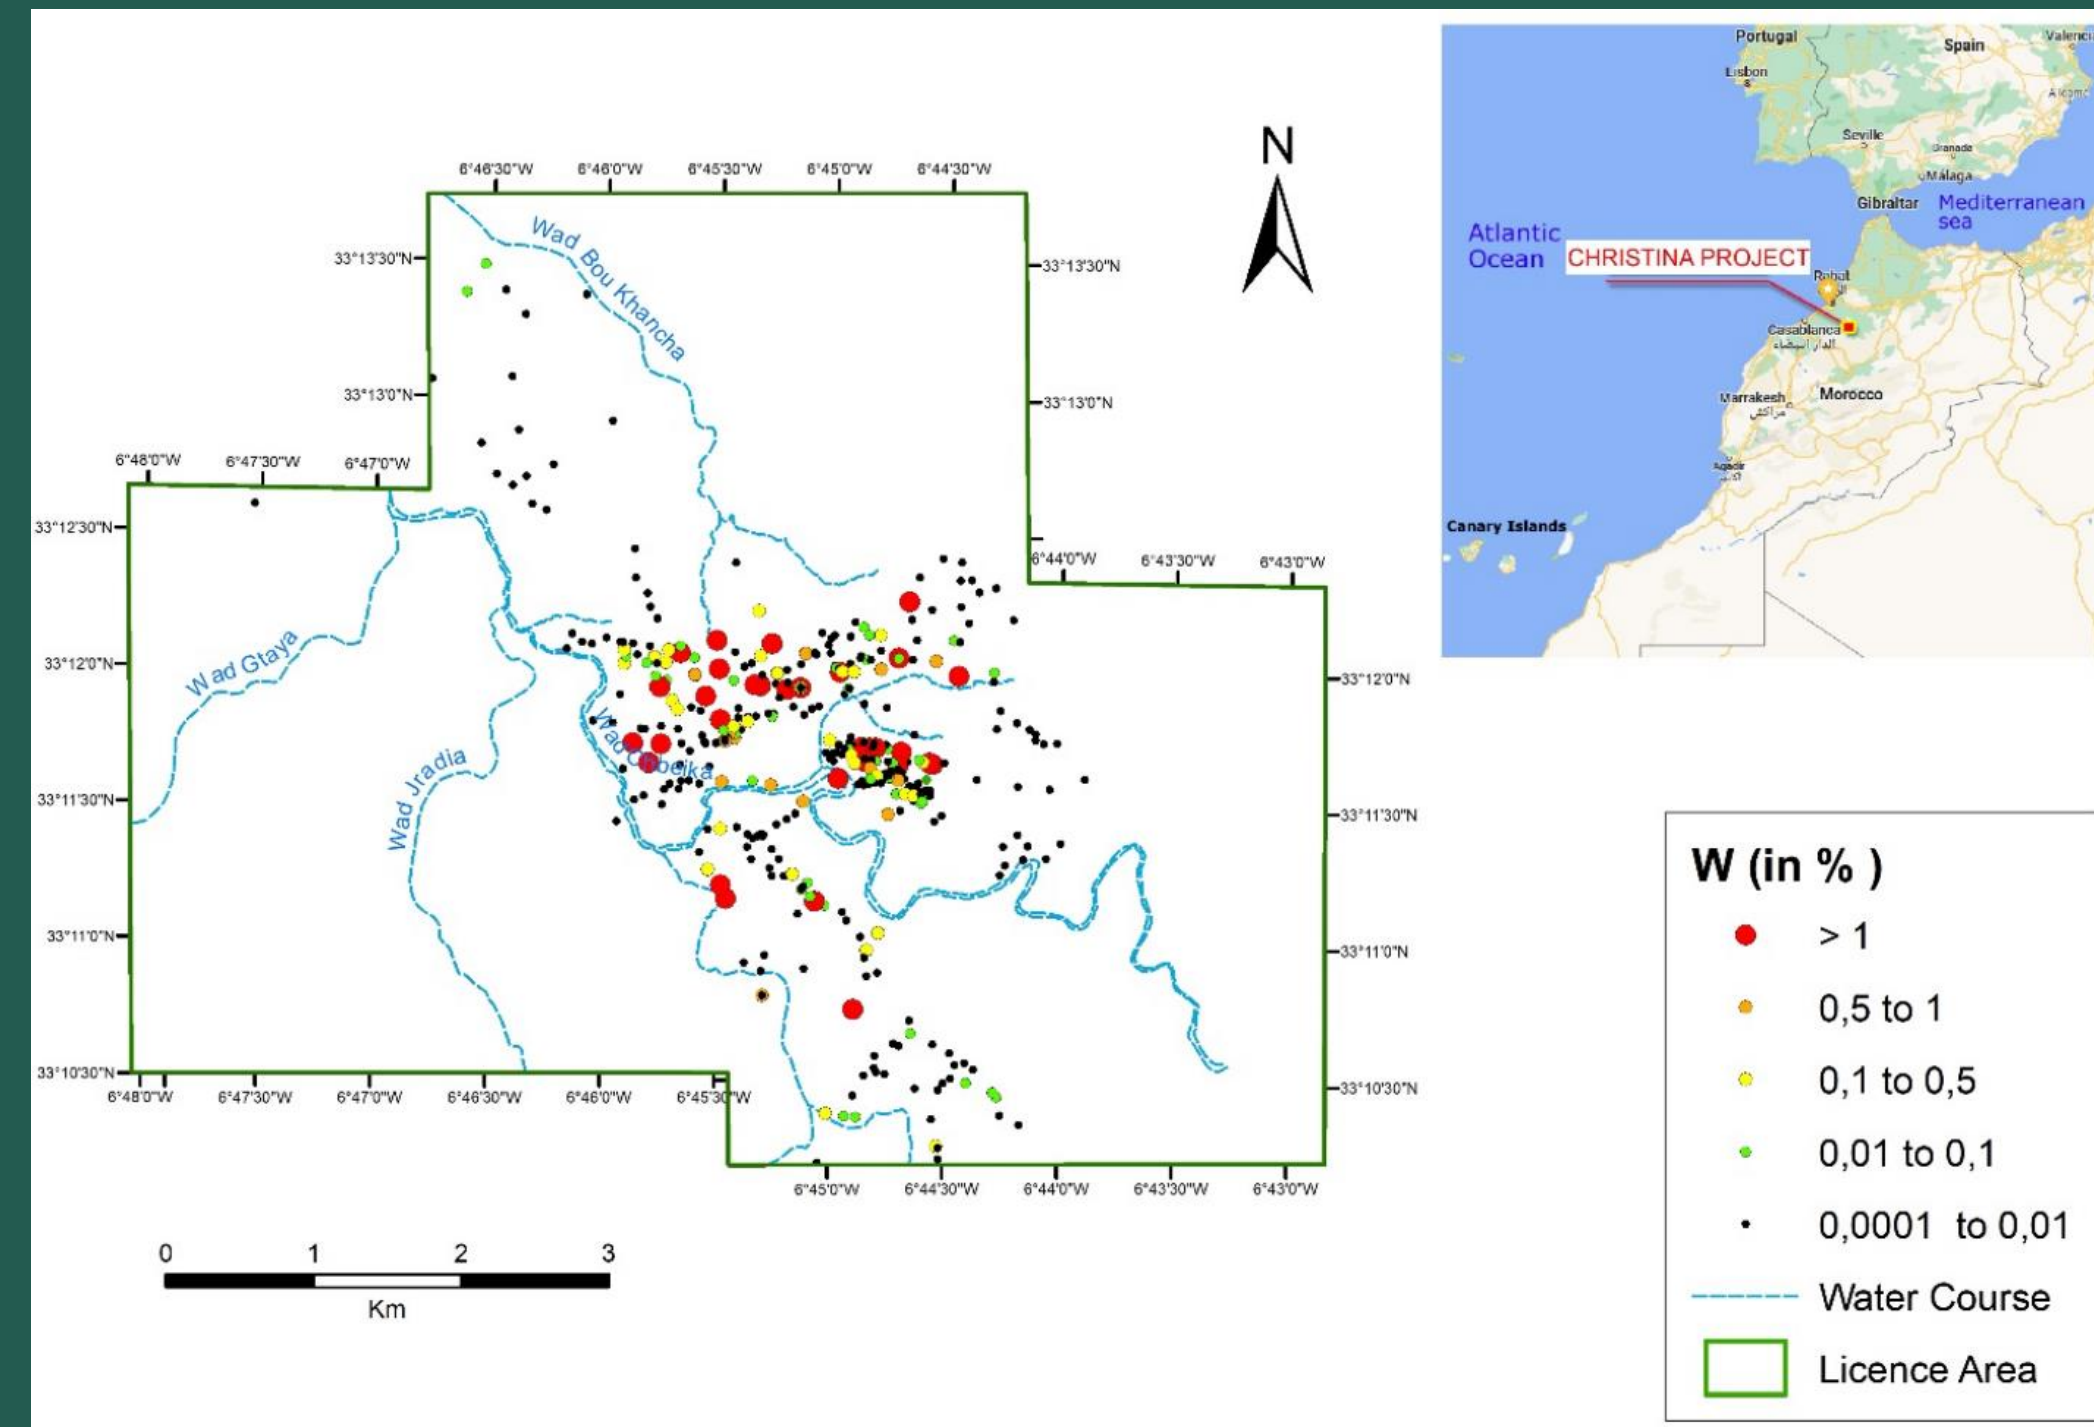 6°46'30"W 6°46'0"W 6°45'30"W 6°45'0"W 6°44'30"W
N
33°13'30"N
33°13'30"N
33°13'0"N
33°13'0"N
Wad Bou Khancha
6°48'0"W 6°47'30"W 6°47'0"W
33°12'30"N
6°44'0"W 6°43'30"W 6°43'0"W
33°12'0"N
33°12'0"N
Wad Gtaya
Wad Jradia
Wad Chbeika
33°11'30"N
33°11'30"N
33°11'0"N
33°11'0"N
33°10'30"N
33°10'30"N
6°48'0"W 6°47'30"W 6°47'0"W 6°46'30"W 6°46'0"W 6°45'30"W
6°45'0"W 6°44'30"W 6°44'0"W 6°43'30"W 6°43'0"W
0 1 2 3
Km
Portugal
Lisbon
Spain
Seville
Granada
Málaga
Gibraltar
Mediterranean
sea
Atlantic
Ocean
CHRISTINA PROJECT
Rabat
Casablanca
الدار البيضاء
Marrakesh
مراكش
Morocco
Agadir
Canary Islands
W (in % )
> 1
0,5 to 1
0,1 to 0,5
0,01 to 0,1
0,0001 to 0,01
Water Course
Licence Area